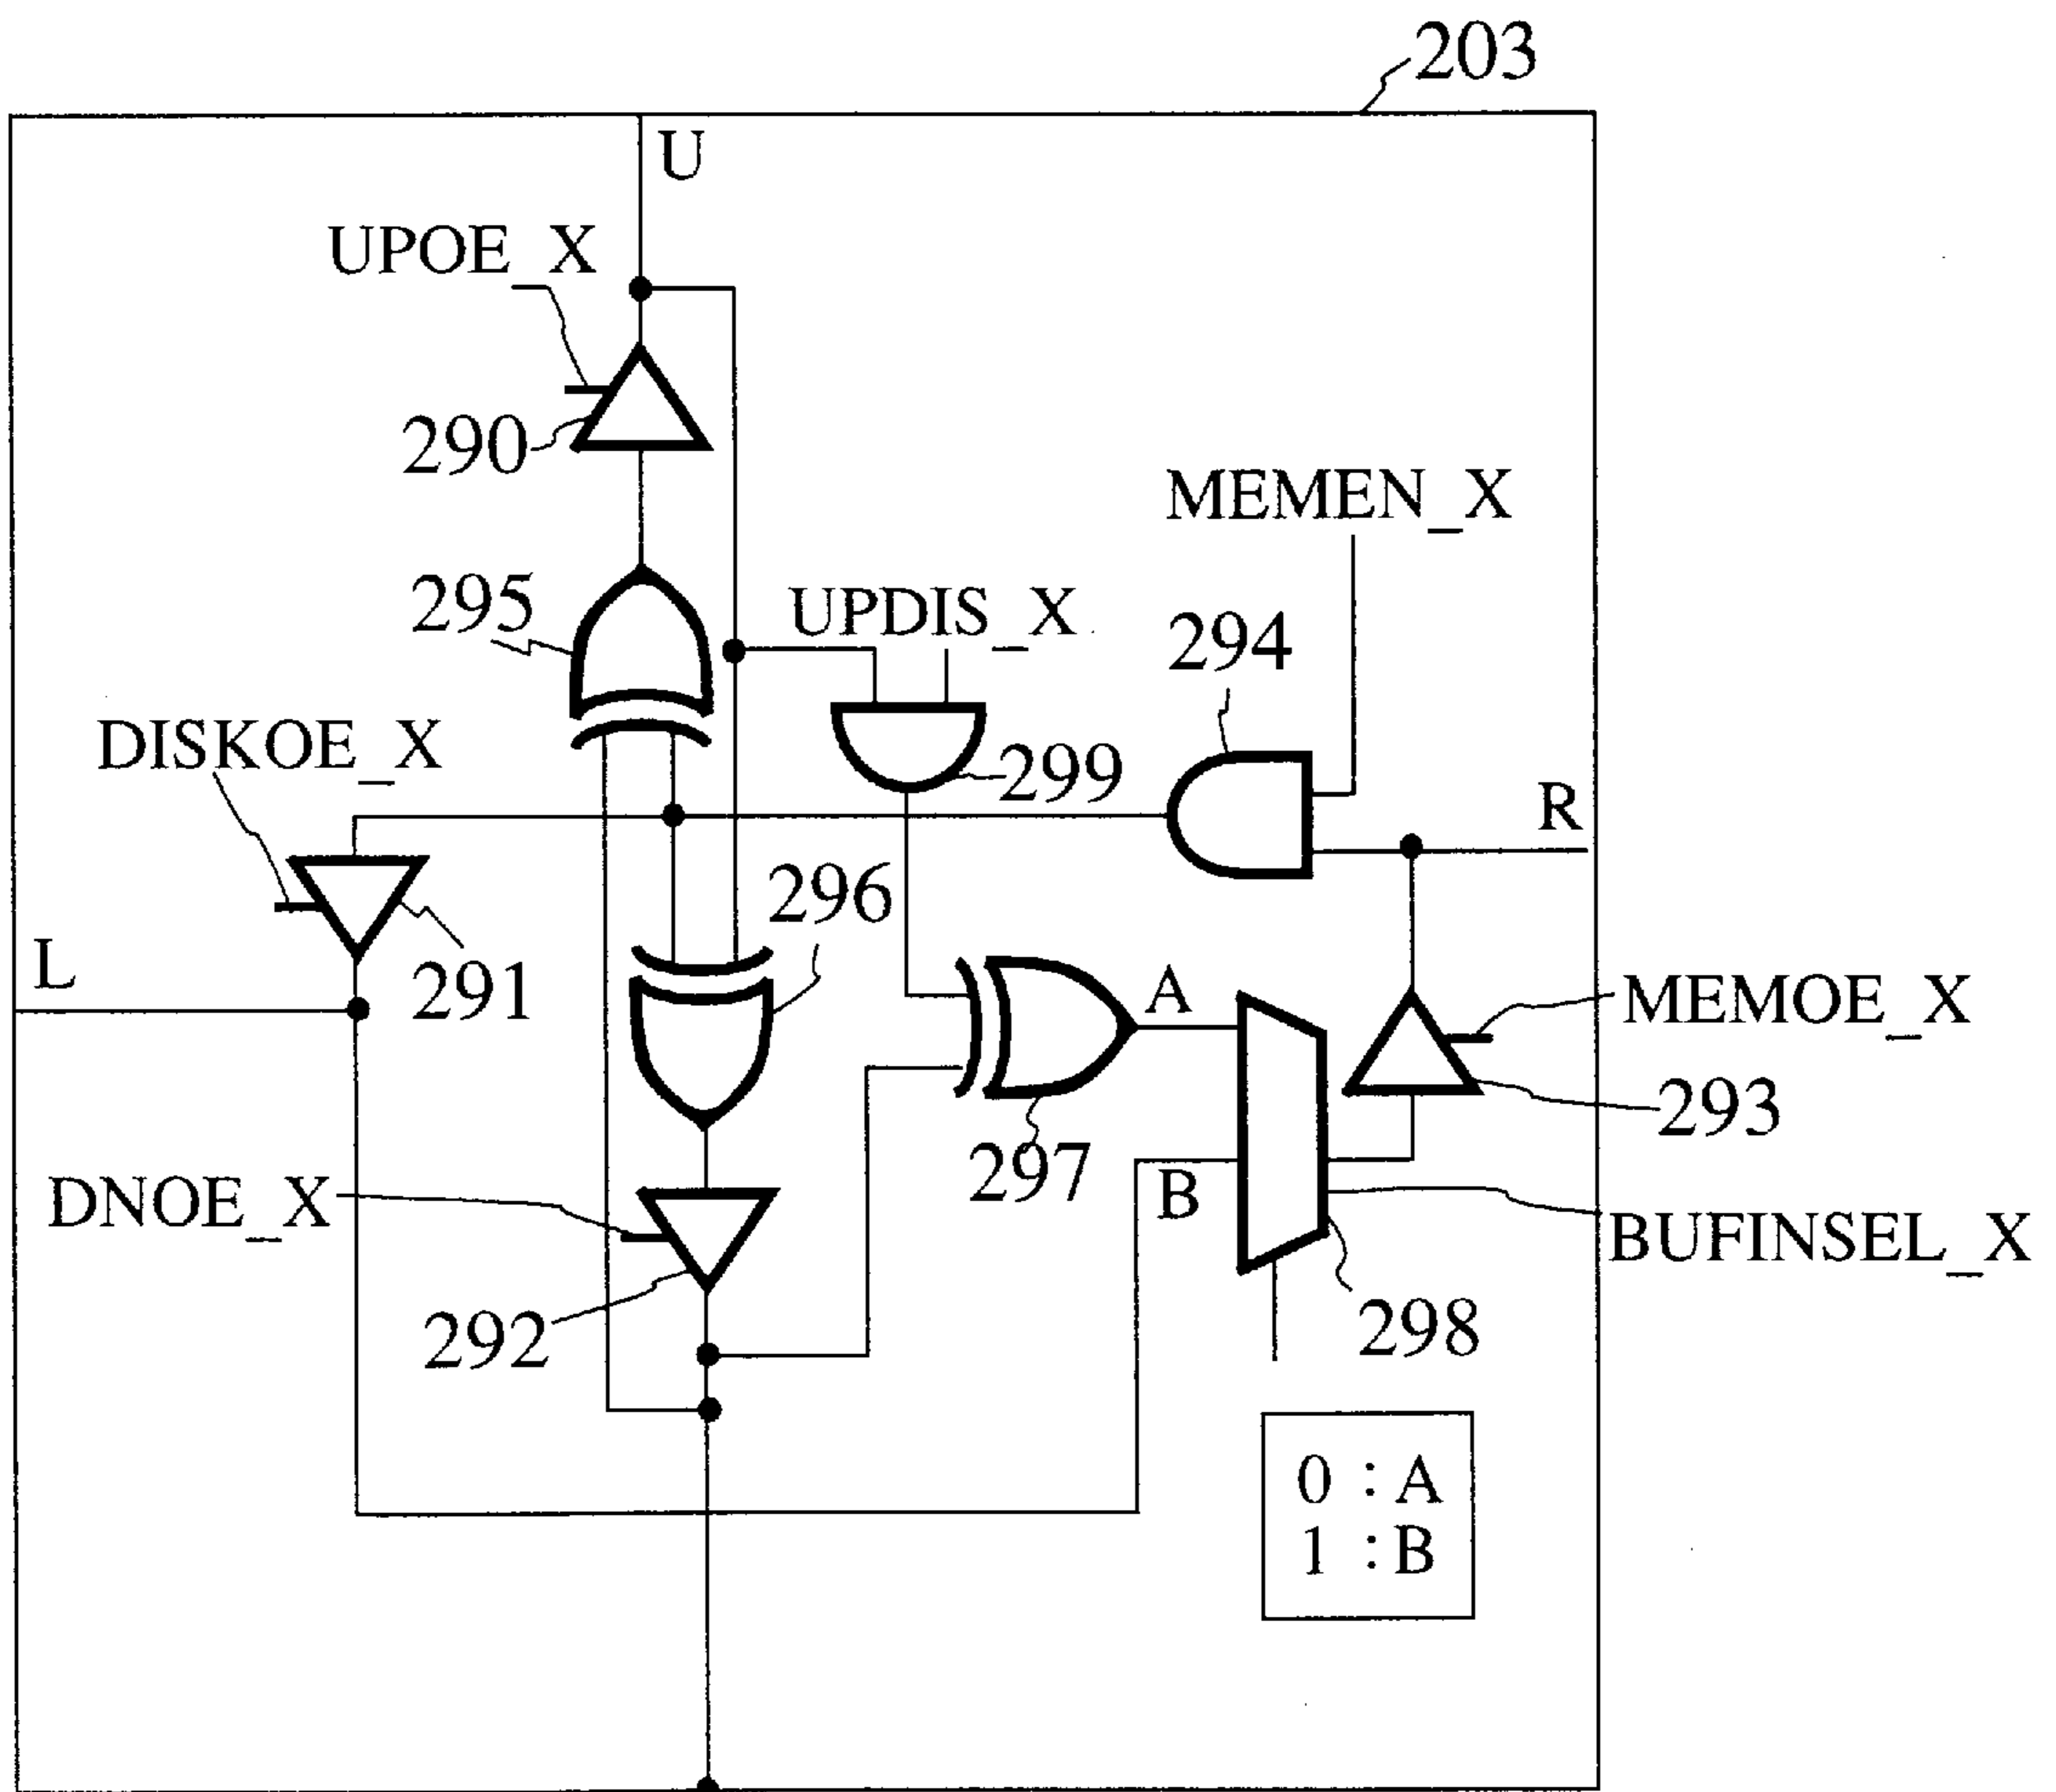 203
U
UPOE_X
290
MEMEN_X
295
UPDIS_X
294
DISKOE_X
299
R
296
L
291
A
MEMOE_X
297
293
DNOE_X
B
BUFINSEL_X
292
298
0 : A
1 : B